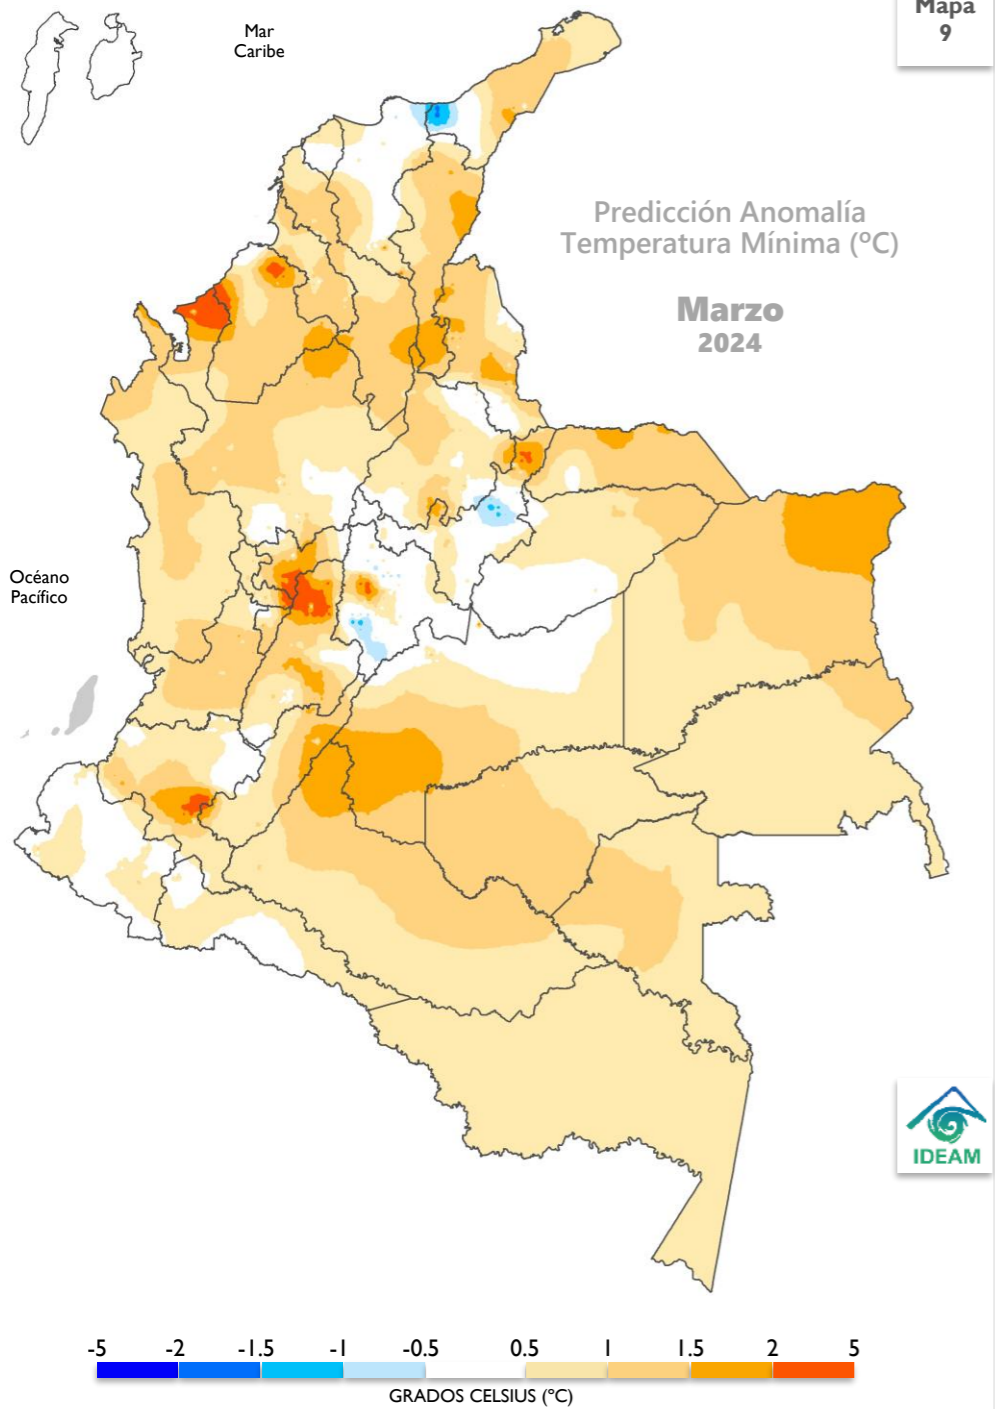 Mapa
9
Mar
Caribe
Predicción Anomalía
Temperatura Mínima (ºC)
Marzo
2024
Océano
Pacífico
IDEAM
-5 -2 -1.5 -1 -0.5 0.5 1 1.5 2 5
GRADOS CELSIUS (ºC)